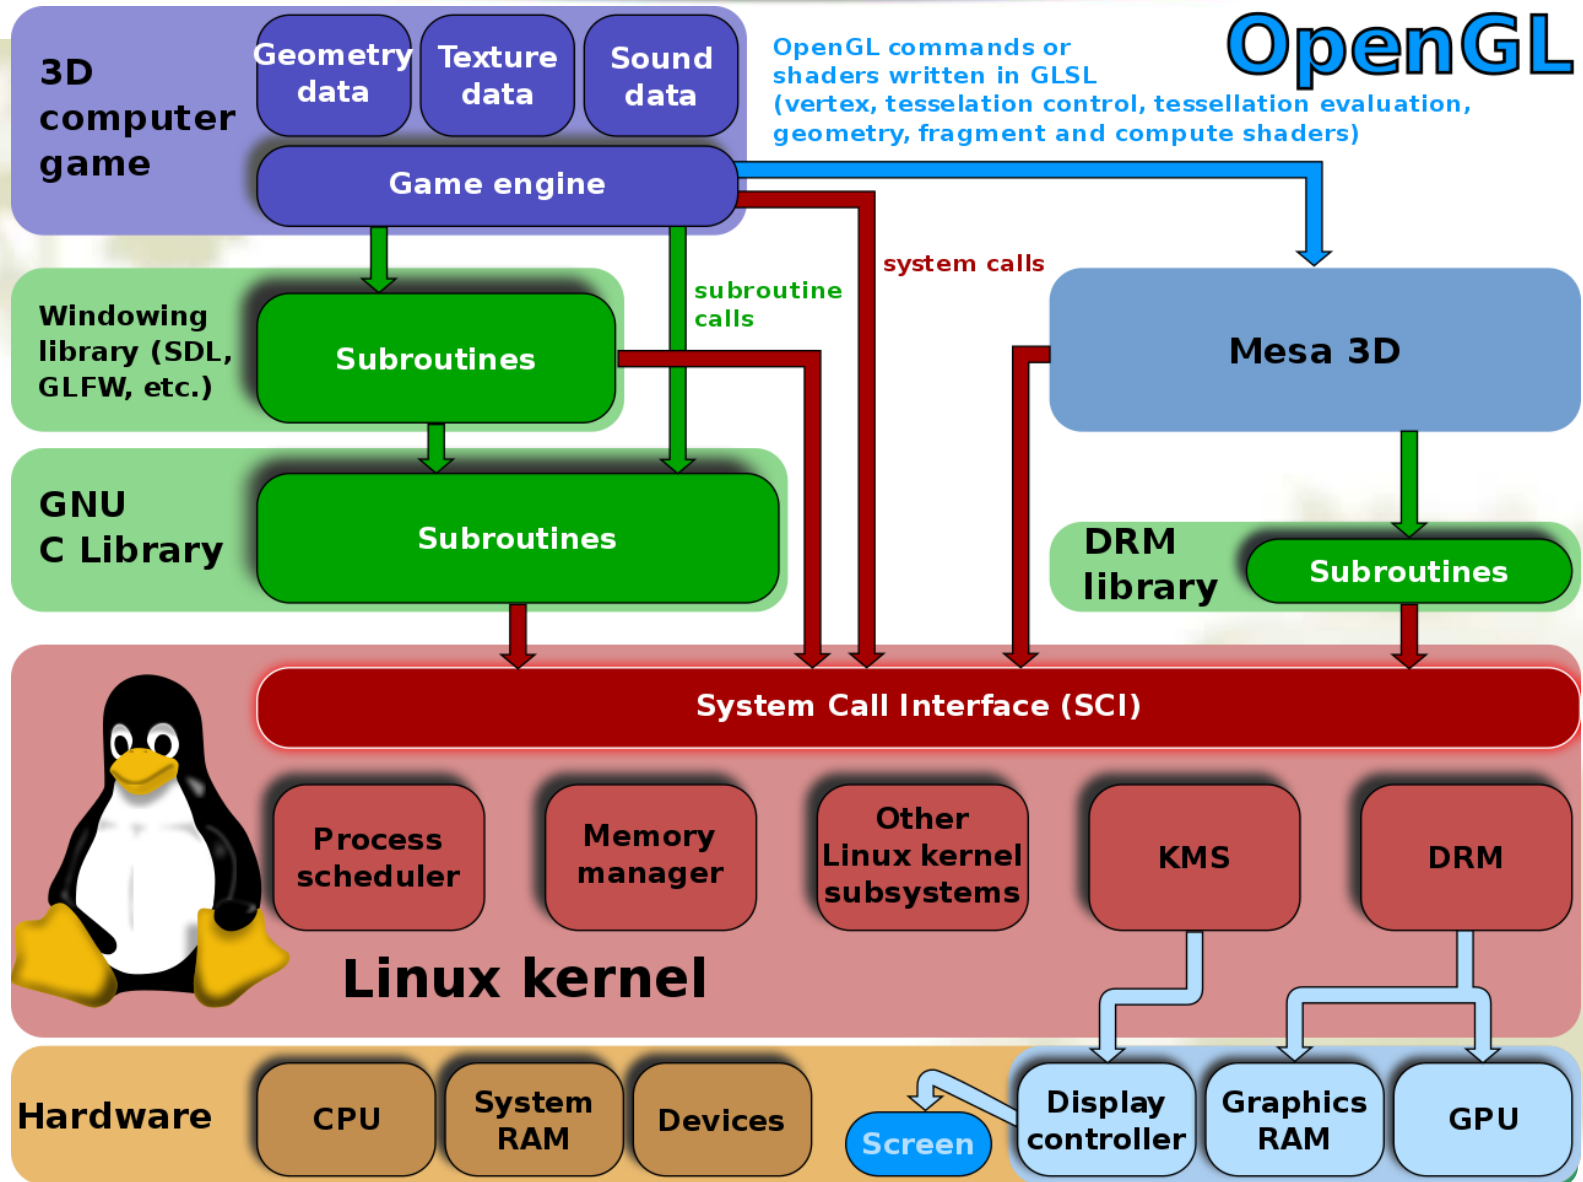 3D
computer
game
Geometry
data
Texture
data
Sound
data
Game engine
OpenGL commands or
shaders written in GLSL
(vertex, tesselation control, tessellation evaluation,
geometry, fragment and compute shaders)
OpenGL
Windowing
library (SDL,
GLFW, etc.)
Subroutines
subroutine
calls
system calls
Mesa 3D
GNU
C Library
Subroutines
DRM
library
Subroutines
System Call Interface (SCI)
Process
scheduler
Memory
manager
Other
Linux kernel
subsystems
KMS
DRM
Linux kernel
Hardware
CPU
System
RAM
Devices
Screen
Display
controller
Graphics
RAM
GPU